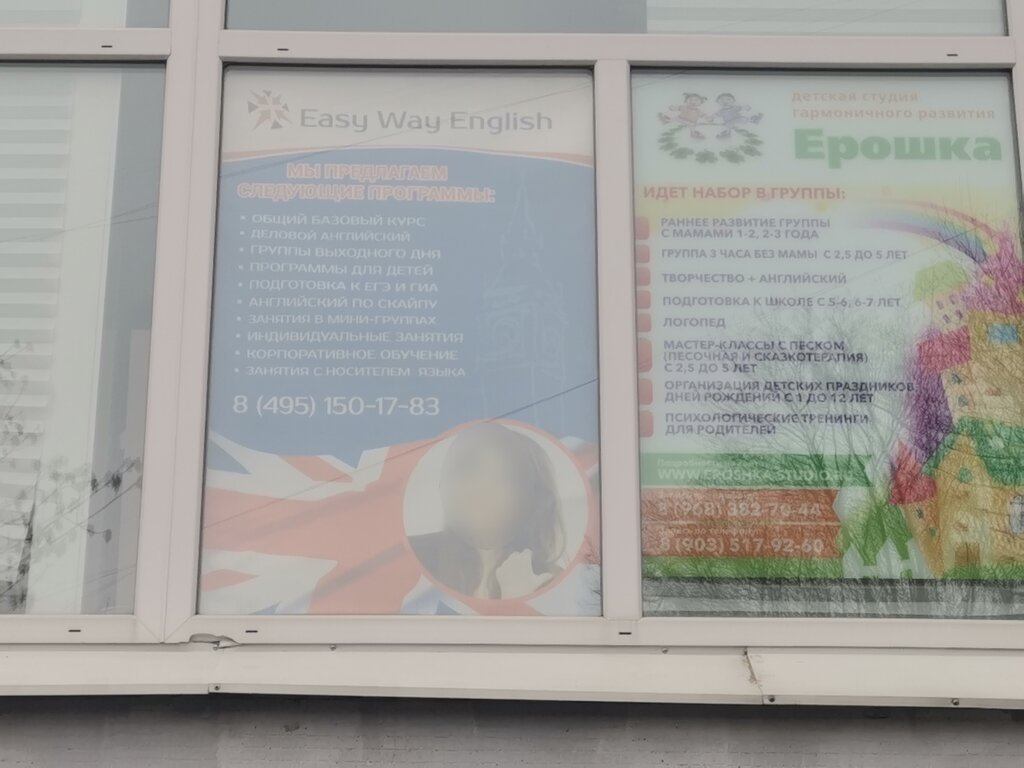 Easy Way English
МЫ ПРЕДЛАГАЕМ
СЛЕДУЮЩИЕ ПРОГРАММЫ:
• ОБЩИЙ БАЗОВЫЙ КУРС
• ДЕЛОВОЙ АНГЛИЙСКИЙ
• ГРУППЫ ВЫХОДНОГО ДНЯ
• ПРОГРАММЫ ДЛЯ ДЕТЕЙ
• ПОДГОТОВКА К ЕГЭ И ГИА
• АНГЛИЙСКИЙ ПО СКАЙПУ
• ЗАНЯТИЯ В МИНИ-ГРУППАХ
• ИНДИВИДУАЛЬНЫЕ ЗАНЯТИЯ
• КОРПОРАТИВНОЕ ОБУЧЕНИЕ
• ЗАНЯТИЯ С НОСИТЕЛЕМ ЯЗЫКА
8 (495) 150-17-83
детская студия
гармоничного развития
Ерошка
ИДЕТ НАБОР В ГРУППЫ:
РАННЕЕ РАЗВИТИЕ ГРУППЫ
С МАМАМИ 1-2, 2-3 ГОДА
ГРУППА 3 ЧАСА БЕЗ МАМЫ С 2,5 ДО 5 ЛЕТ
ТВОРЧЕСТВО + АНГЛИЙСКИЙ
ПОДГОТОВКА К ШКОЛЕ С 5-6, 6-7 ЛЕТ
ЛОГОПЕД
МАСТЕР-КЛАССЫ С ПЕСКОМ
(ПЕСОЧНАЯ И СКАЗКОТЕРАПИЯ)
С 2,5 ДО 5 ЛЕТ
ОРГАНИЗАЦИЯ ДЕТСКИХ ПРАЗДНИКОВ
ДНЕЙ РОЖДЕНИЙ С 1 ДО 12 ЛЕТ
ПСИХОЛОГИЧЕСКИЕ ТРЕНИНГИ
ДЛЯ РОДИТЕЛЕЙ
8 (968) 382-70-44
8 (903) 517-92-60